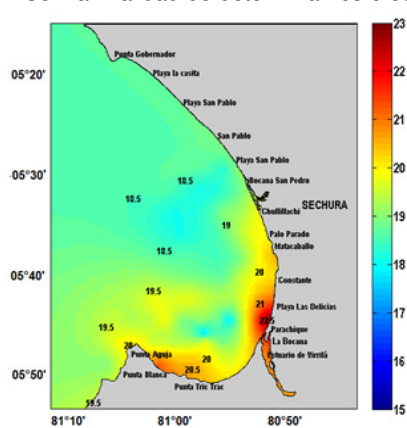 Punta Gobernador
Playa la casita
Playa San Pablo
San Pablo
Playa San Pablo
Bocana San Pedro
SECHURA
Chullillachi
Palo Parado
Matacaballo
Constante
Playa Las Delicias
Parachique
La Bocana
Estuario de Virrilá
Punta Aguja
Punta Blanca
Punta Tric Trac
18.5
18.5
19
18.5
20
19.5
21
19.5
22.5
20
20
20.5
19.5
05°20'
05°30'
05°40'
05°50'
81°10'
81°00'
80°50'
23
22
21
20
19
18
17
16
15